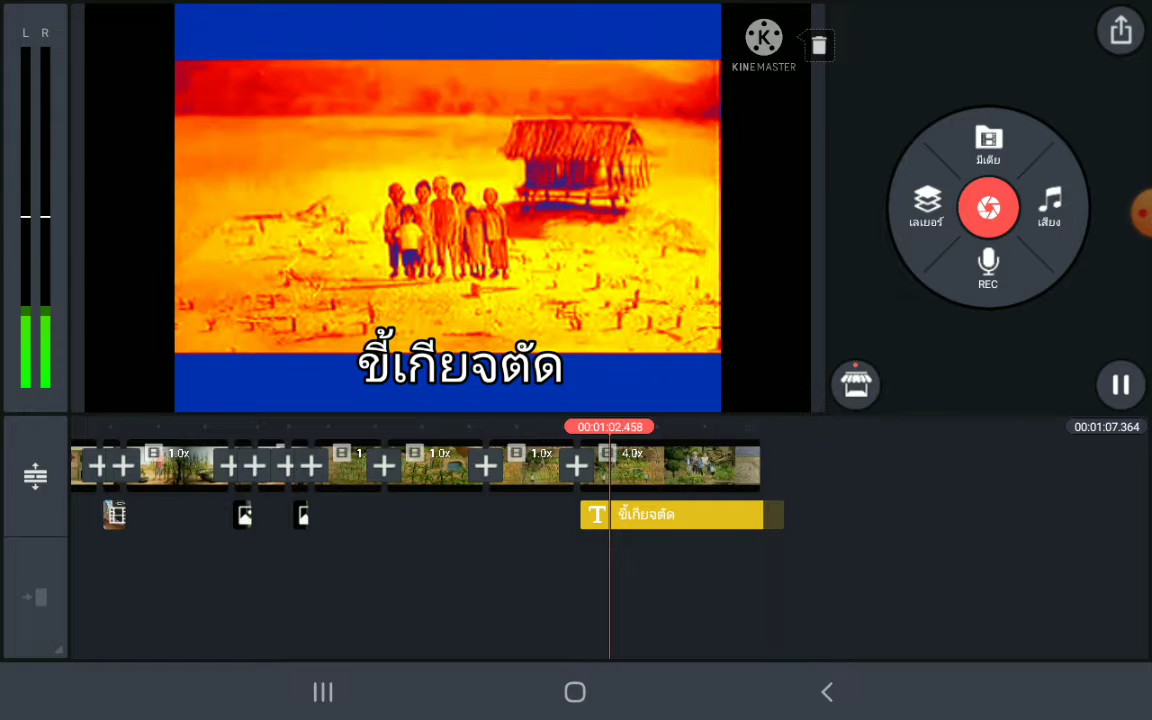 L R
KINEMASTER
มีเดีย
เลเยอร์
เสียง
REC
ขี้เกียจตัด
00:01:02.458
00:01:07.364
1.0x
1
1.0x
1.0x
4.0x
T ขี้เกียจตัด